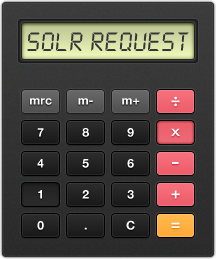 SOLR REQUEST
mrc m- m+ ÷
7 8 9 x
4 5 6 -
1 2 3 +
0 . C =